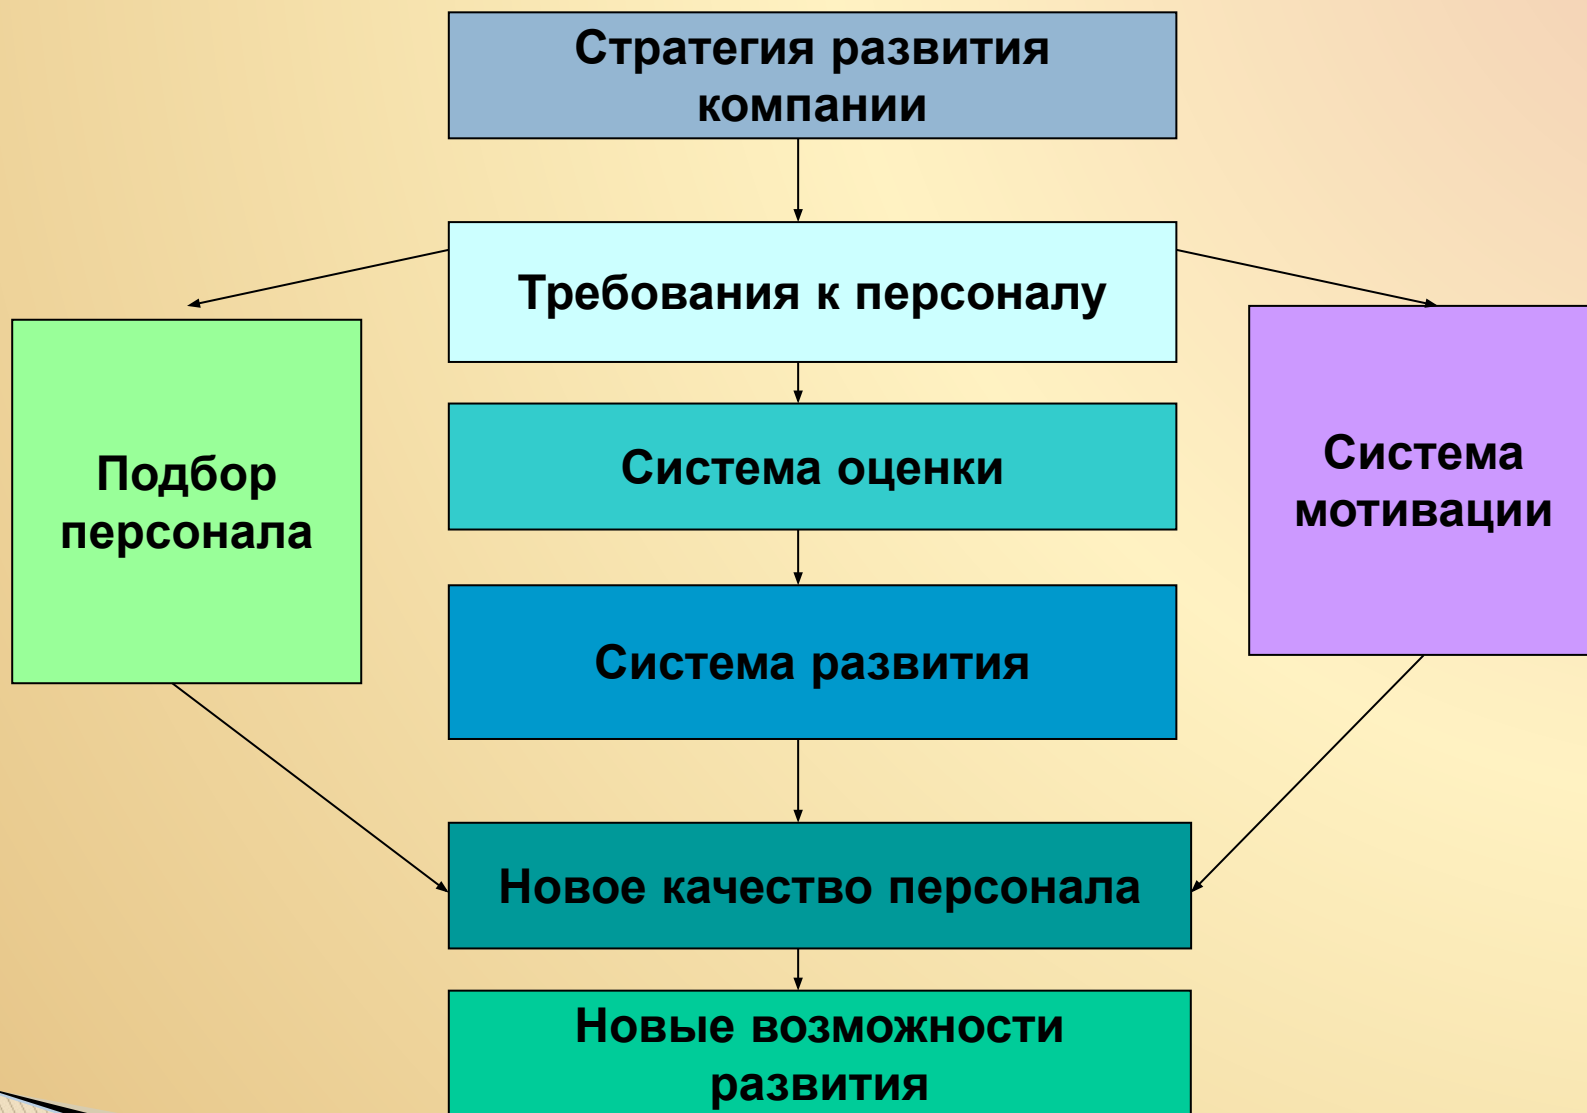 Стратегия развития
компании
Требования к персоналу
Подбор
персонала
Система оценки
Система
мотивации
Система развития
Новое качество персонала
Новые возможности
развития